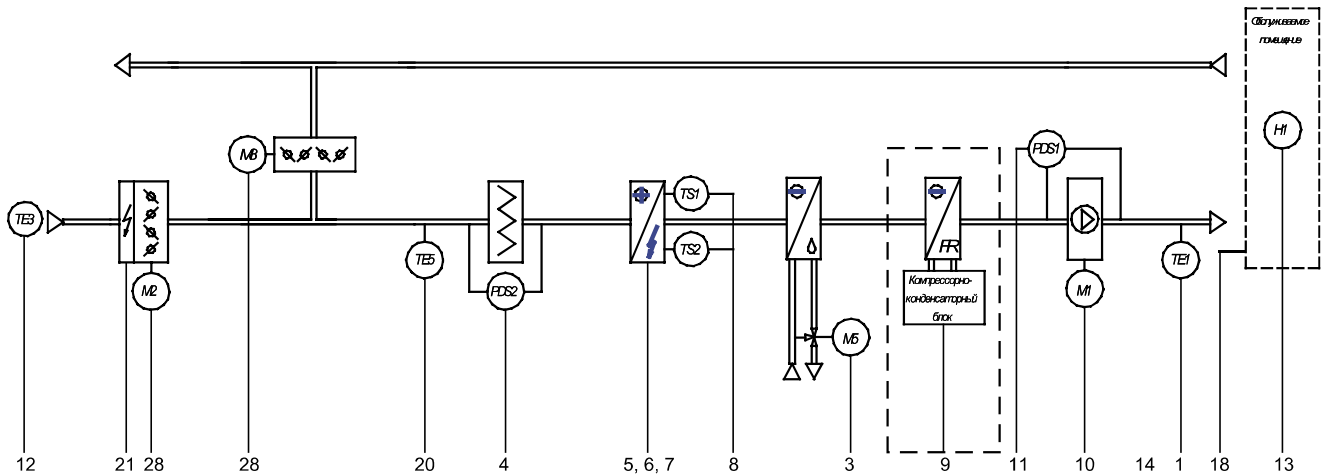 Обслуживаемое
помещение
H1
M8
PDS1
TE3
TS1
TS2
FR
TE5
M2
PDS2
Компрессорно-
конденсаторный
блок
M1
TE1
M5
12 21 28 28 20 4 5, 6, 7 8 3 9 11 10 14 1 18 13